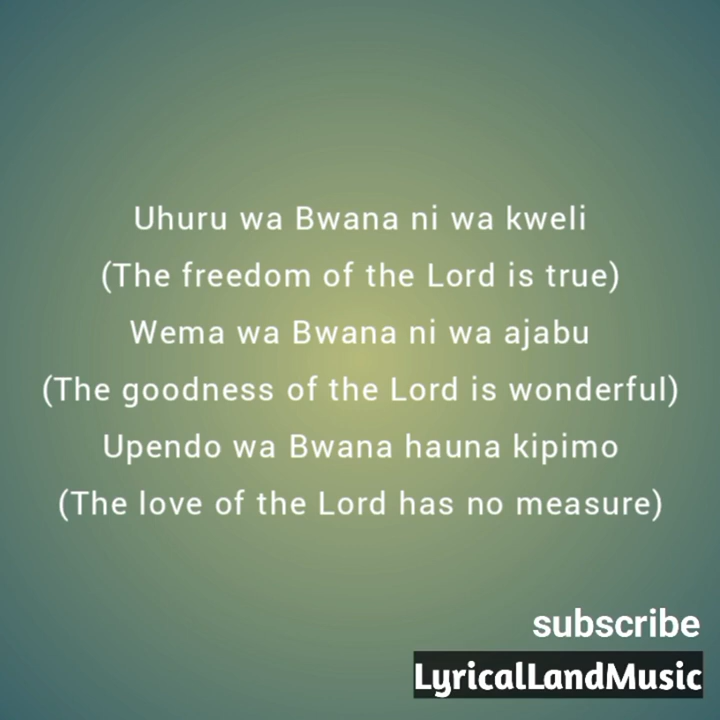 Uhuru wa Bwana ni wa kweli
(The freedom of the Lord is true)
Wema wa Bwana ni wa ajabu
(The goodness of the Lord is wonderful)
Upendo wa Bwana hauna kipimo
(The love of the Lord has no measure)
subscribe
LyricalLandMusic